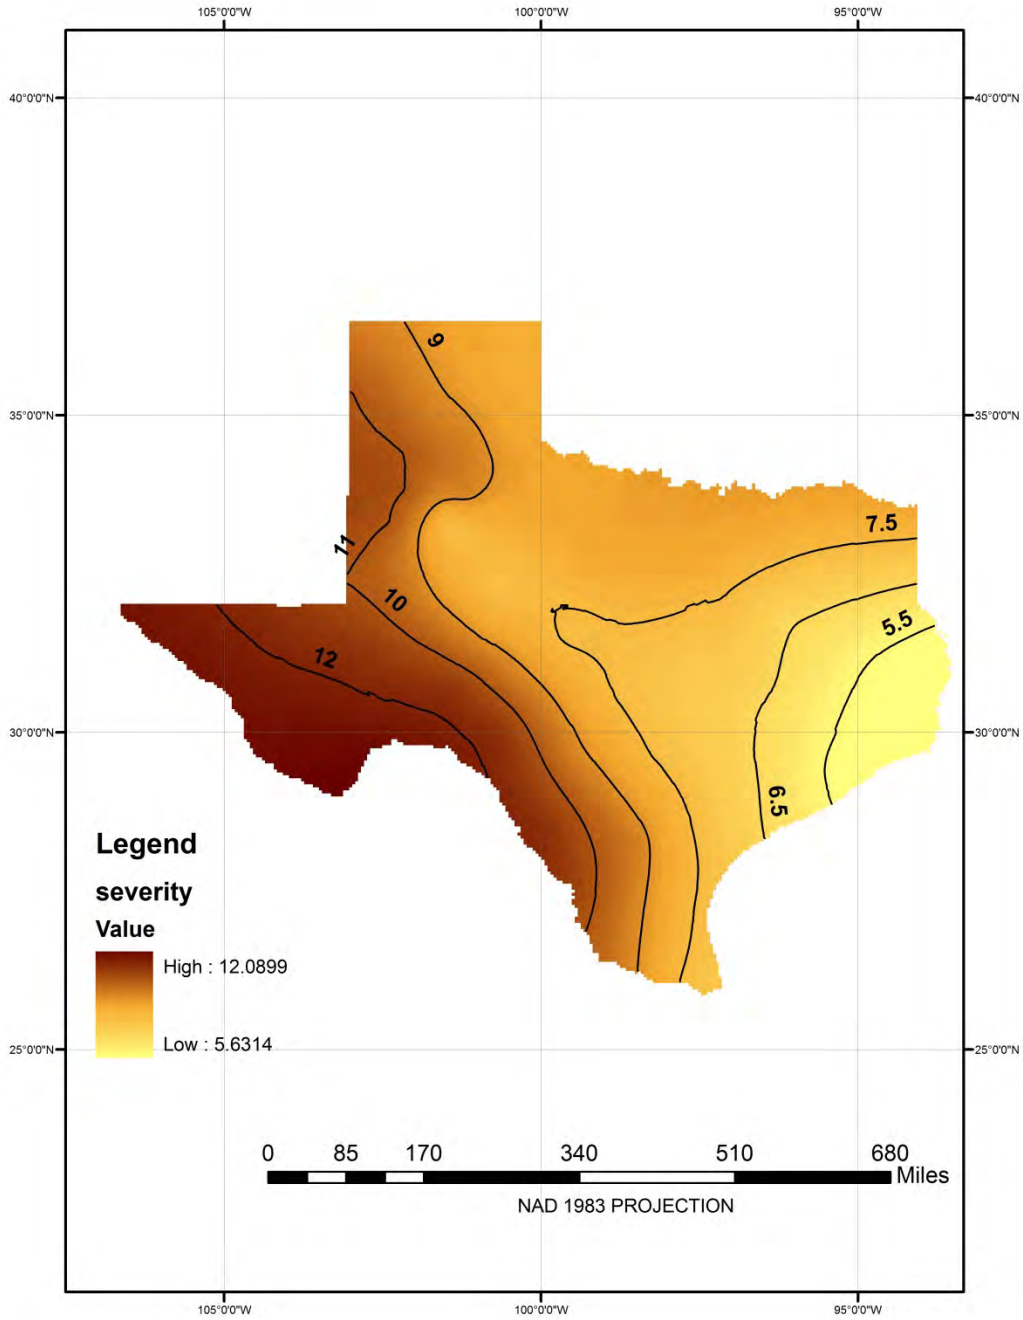 105°0'0"W 100°0'0"W 95°0'0"W
40°0'0"N 40°0'0"N
9
35°0'0"N 35°0'0"N
7.5
11
10
5.5
12
30°0'0"N 30°0'0"N
6.5
Legend
severity
Value
High : 12.0899
Low : 5.6314
25°0'0"N 25°0'0"N
0 85 170 340 510 680
Miles
NAD 1983 PROJECTION
105°0'0"W 100°0'0"W 95°0'0"W